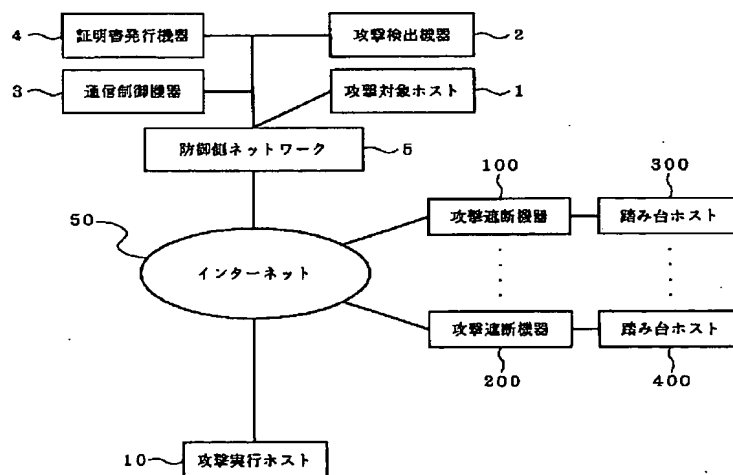 4 証明書発行機器 攻撃検出機器 2
3 通信制御機器 攻撃対象ホスト 1
防御側ネットワーク 5
100 300
50 攻撃遮断機器 踏み台ホスト
インターネット
攻撃遮断機器 踏み台ホスト
200 400
10 攻撃実行ホスト